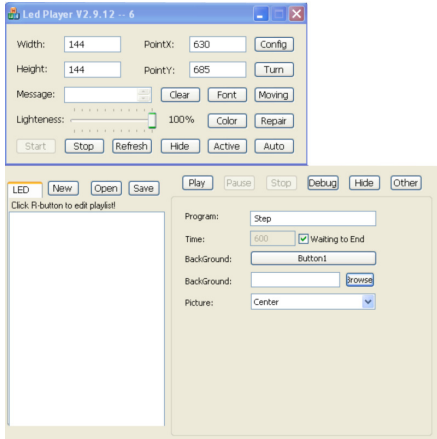 Led Player V2.9.12 -- 6
Width: 144 PointX: 630 Config
Height: 144 PointY: 685 Turn
Message: Clear Font Moving
Lighteness: 100% Color Repair
Start Stop Refresh Hide Active Auto
LED New Open Save Play Pause Stop Debug Hide Other
Click R-button to edit playlist!
Program: Step
Time: 600 Waiting to End
BackGround: Button1
BackGround: Browse
Picture: Center